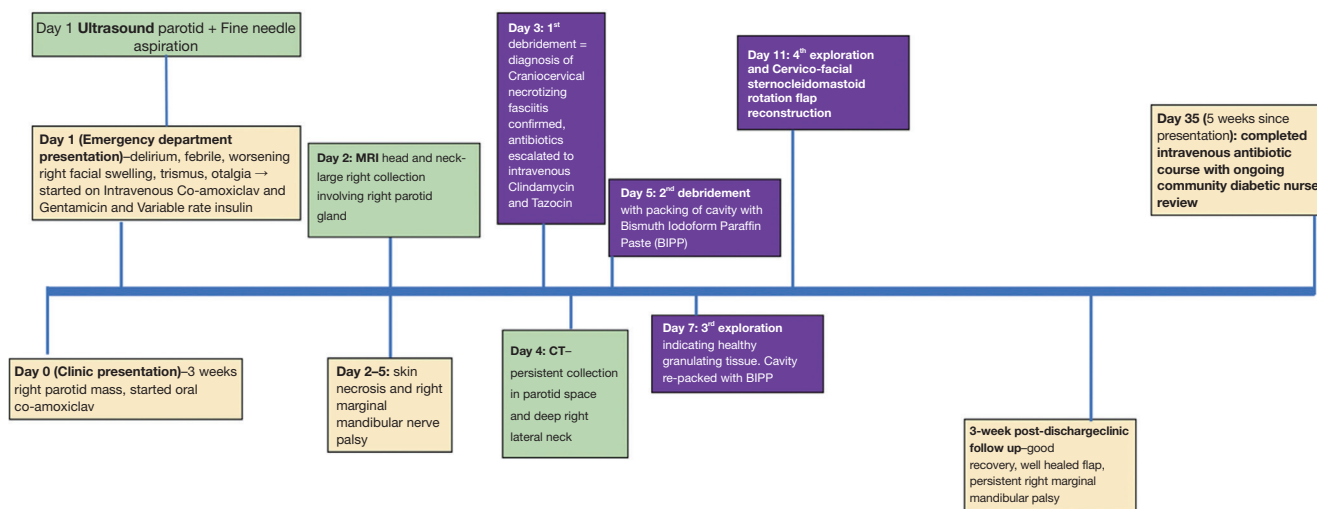 Day 1 Ultrasound parotid + Fine needle
aspiration
Day 1 (Emergency department
presentation)–delirium, febrile, worsening
right facial swelling, trismus, otalgia →
started on Intravenous Co-amoxiclav and
Gentamicin and Variable rate insulin
Day 2: MRI head and neck-
large right collection
involving right parotid
gland
Day 3: 1st
debridement =
diagnosis of
Craniocervical
necrotizing
fasciitis
confirmed,
antibiotics
escalated to
intravenous
Clindamycin
and Tazocin
Day 5: 2nd debridement
with packing of cavity with
Bismuth Iodoform Paraffin
Paste (BIPP)
Day 11: 4th exploration
and Cervico-facial
sternocleidomastoid
rotation flap
reconstruction
Day 35 (5 weeks since
presentation): completed
intravenous antibiotic
course with ongoing
community diabetic nurse
review
Day 0 (Clinic presentation)–3 weeks
right parotid mass, started oral
co-amoxiclav
Day 2–5: skin
necrosis and right
marginal
mandibular nerve
palsy
Day 4: CT–
persistent collection
in parotid space
and deep right
lateral neck
Day 7: 3rd exploration
indicating healthy
granulating tissue. Cavity
re-packed with BIPP
3-week post-dischargeclinic
follow up–good
recovery, well healed flap,
persistent right marginal
mandibular palsy